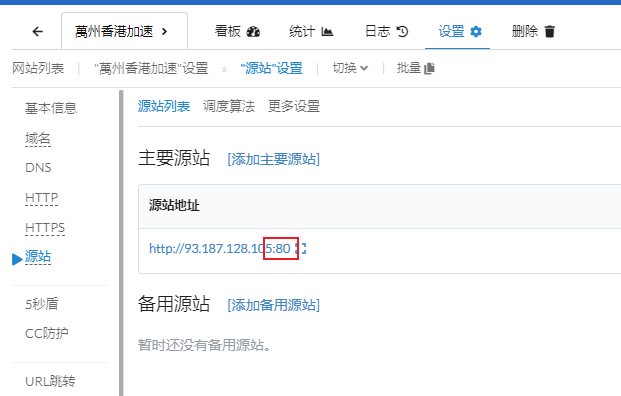 萬州香港加速 看板 统计 日志 设置 删除
网站列表 | "萬州香港加速"设置 » "源站"设置 | 切换 | 批量
基本信息
域名
DNS
HTTP
HTTPS
源站
5秒盾
CC防护
URL跳转
源站列表 调度算法 更多设置
主要源站 [添加主要源站]
源站地址
http://93.187.128.105:80
备用源站 [添加备用源站]
暂时还没有备用源站。